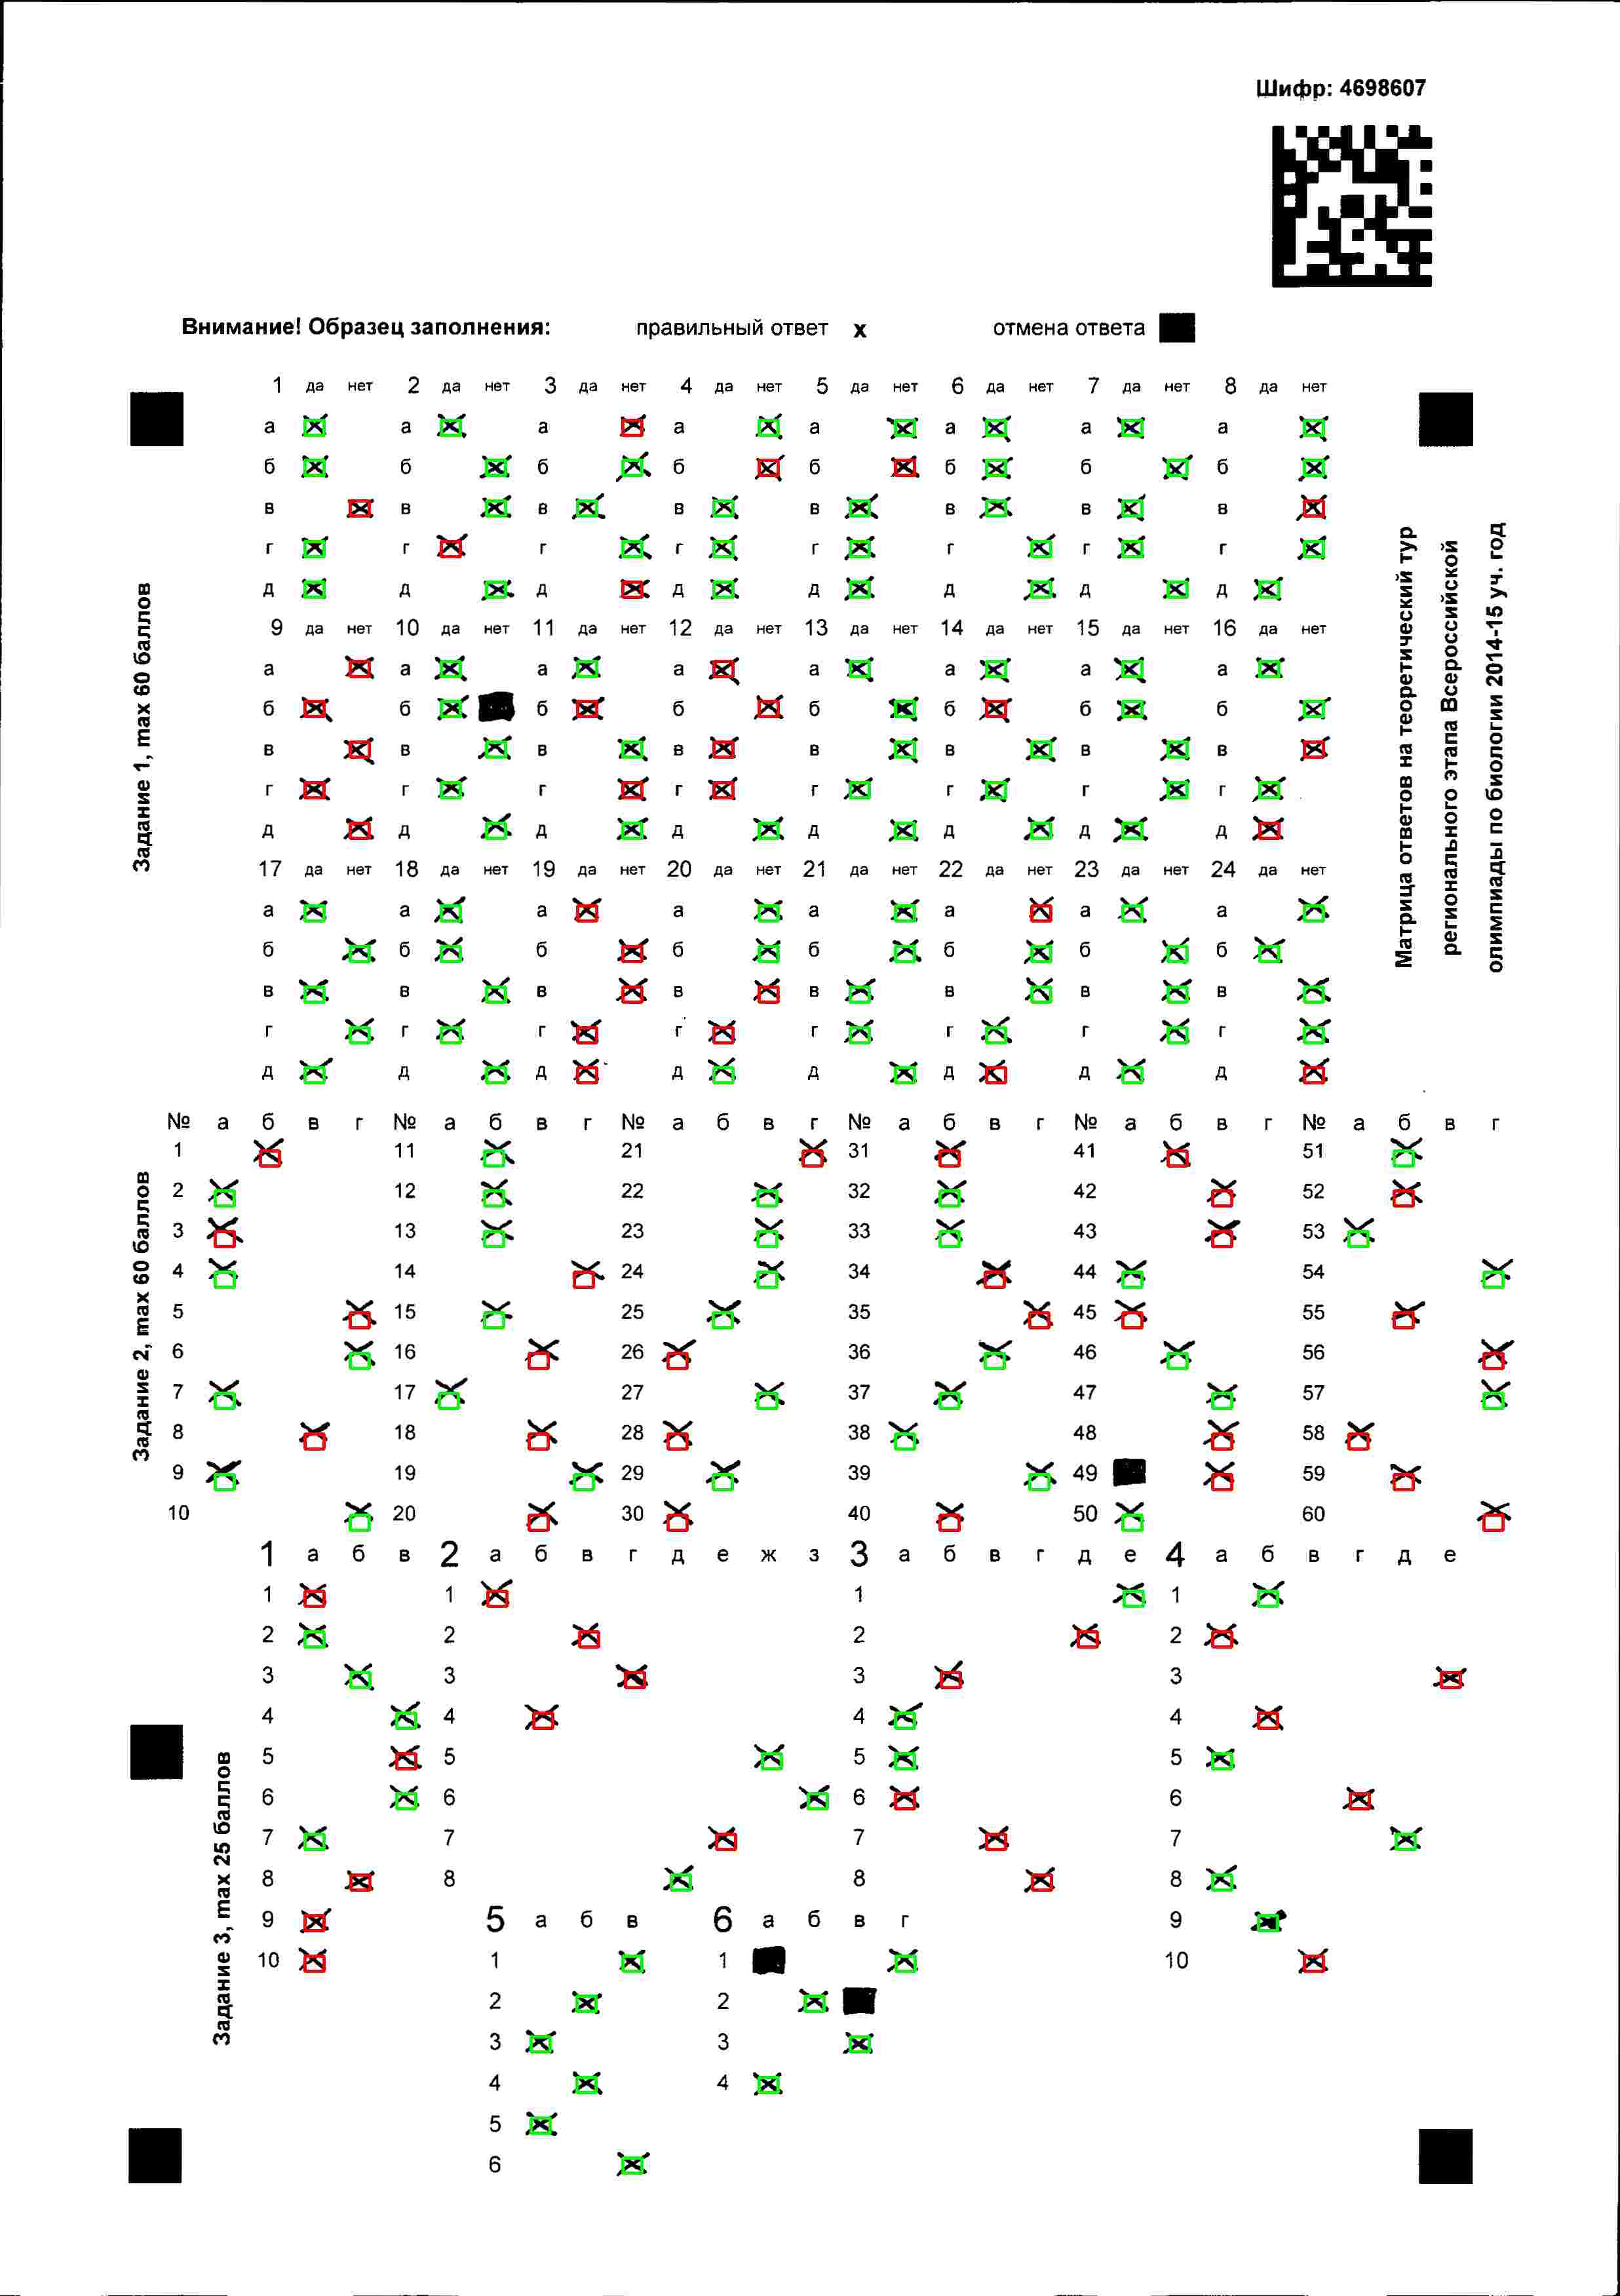 Шифр: 4698607
Внимание! Образец заполнения: правильный ответ х отмена ответа
Задание 1, max 60 баллов
1 да нет 2 да нет 3 да нет 4 да нет 5 да нет 6 да нет 7 да нет 8 да нет
а а а а а а а а
б б б б б б б б
в в в в в в в в
г г г г г г г г
д д д д д д д д
9 да нет 10 да нет 11 да нет 12 да нет 13 да нет 14 да нет 15 да нет 16 да нет
а а а а а а а а
б б б б б б б б
в в в в в в в в
г г г г г г г г
д д д д д д д д
17 да нет 18 да нет 19 да нет 20 да нет 21 да нет 22 да нет 23 да нет 24 да нет
а а а а а а а а
б б б б б б б б
в в в в в в в в
г г г г г г г г
д д д д д д д д
Матрица ответов на теоретический тур
регионального этапа Всероссийской
олимпиады по биологии 2014-15 уч. год
Задание 2, max 60 баллов
№ а б в г № а б в г № а б в г № а б в г № а б в г № а б в г
1 11 21 31 41 51
2 12 22 32 42 52
3 13 23 33 43 53
4 14 24 34 44 54
5 15 25 35 45 55
6 16 26 36 46 56
7 17 27 37 47 57
8 18 28 38 48 58
9 19 29 39 49 59
10 20 30 40 50 60
Задание 3, max 25 баллов
1 а б в 2 а б в г д е ж з 3 а б в г д е 4 а б в г д е
1 1 1 1
2 2 2 2
3 3 3 3
4 4 4 4
5 5 5 5
6 6 6 6
7 7 7 7
8 8 8 8
9 5 а б в 6 а б в г 9
10 1 1 10
2 2
3 3
4 4
5
6